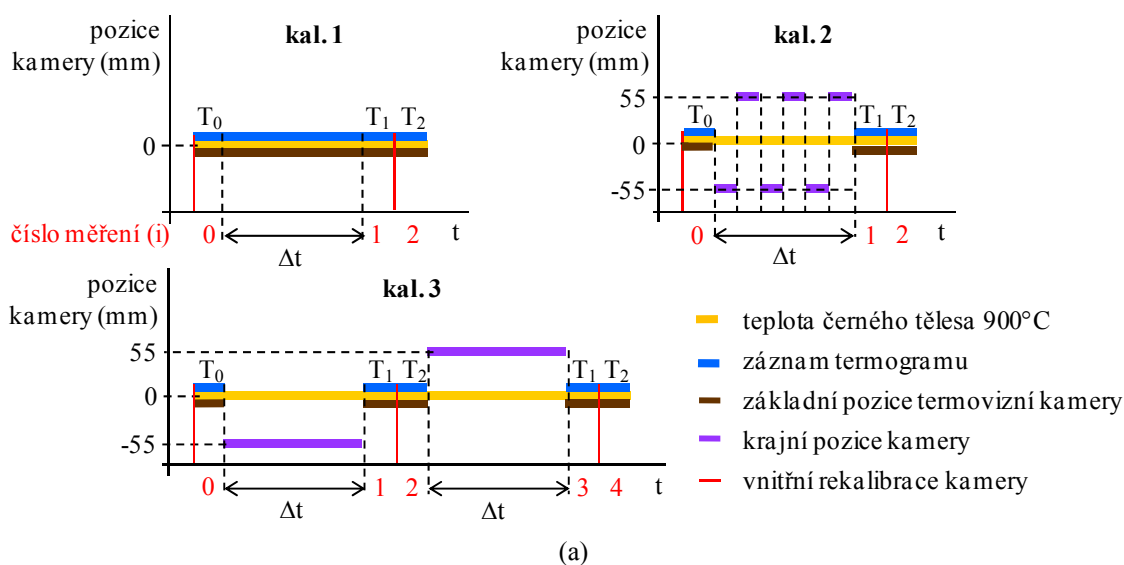 pozice
kamery (mm)
kal. 1
T0
T1
T2
0
číslo měření (i)
0
1
2
t
Δt
pozice
kamery (mm)
kal. 2
55
T0
T1
T2
0
-55
0
1
2
t
Δt
pozice
kamery (mm)
kal. 3
55
T0
T1
T2
T1
T2
0
-55
0
1
2
3
4
t
Δt
Δt
teplota černého tělesa 900°C
záznam termogramu
základní pozice termovizní kamery
krajní pozice kamery
vnitřní rekalibrace kamery
(a)